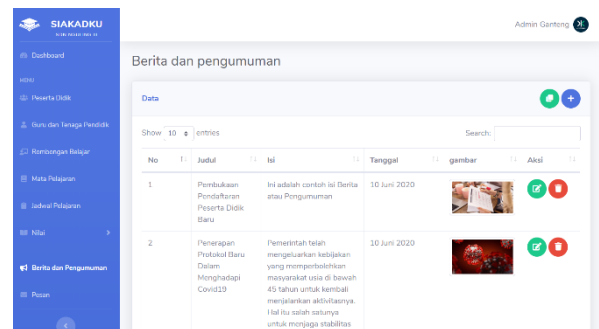 SIAKADKU
Admin Ganteng
Dashboard
MENU
Peserta Didik
Guru dan Tenaga Pendidik
Rombongan Belajar
Mata Pelajaran
Jadwal Pelajaran
Nilai
Berita dan Pengumuman
Pesan
Berita dan pengumuman
Data
Show 10 entries
Search:
No Judul Isi Tanggal gambar Aksi
1 Pembukaan Ini adalah contoh isi Berita 10 Juni 2020
Pendaftaran atau Pengumuman
Peserta Didik
Baru
2 Penerapan Pemerintah telah 10 Juni 2020
Protokol Baru mengeluarkan kebijakan
Dalam yang memperbolehkan
Menghadapi masyarakat usia di bawah
Covid19 45 tahun untuk kembali
menjalankan aktivitasnya.
Hal itu salah satunya
untuk menjaga stabilitas